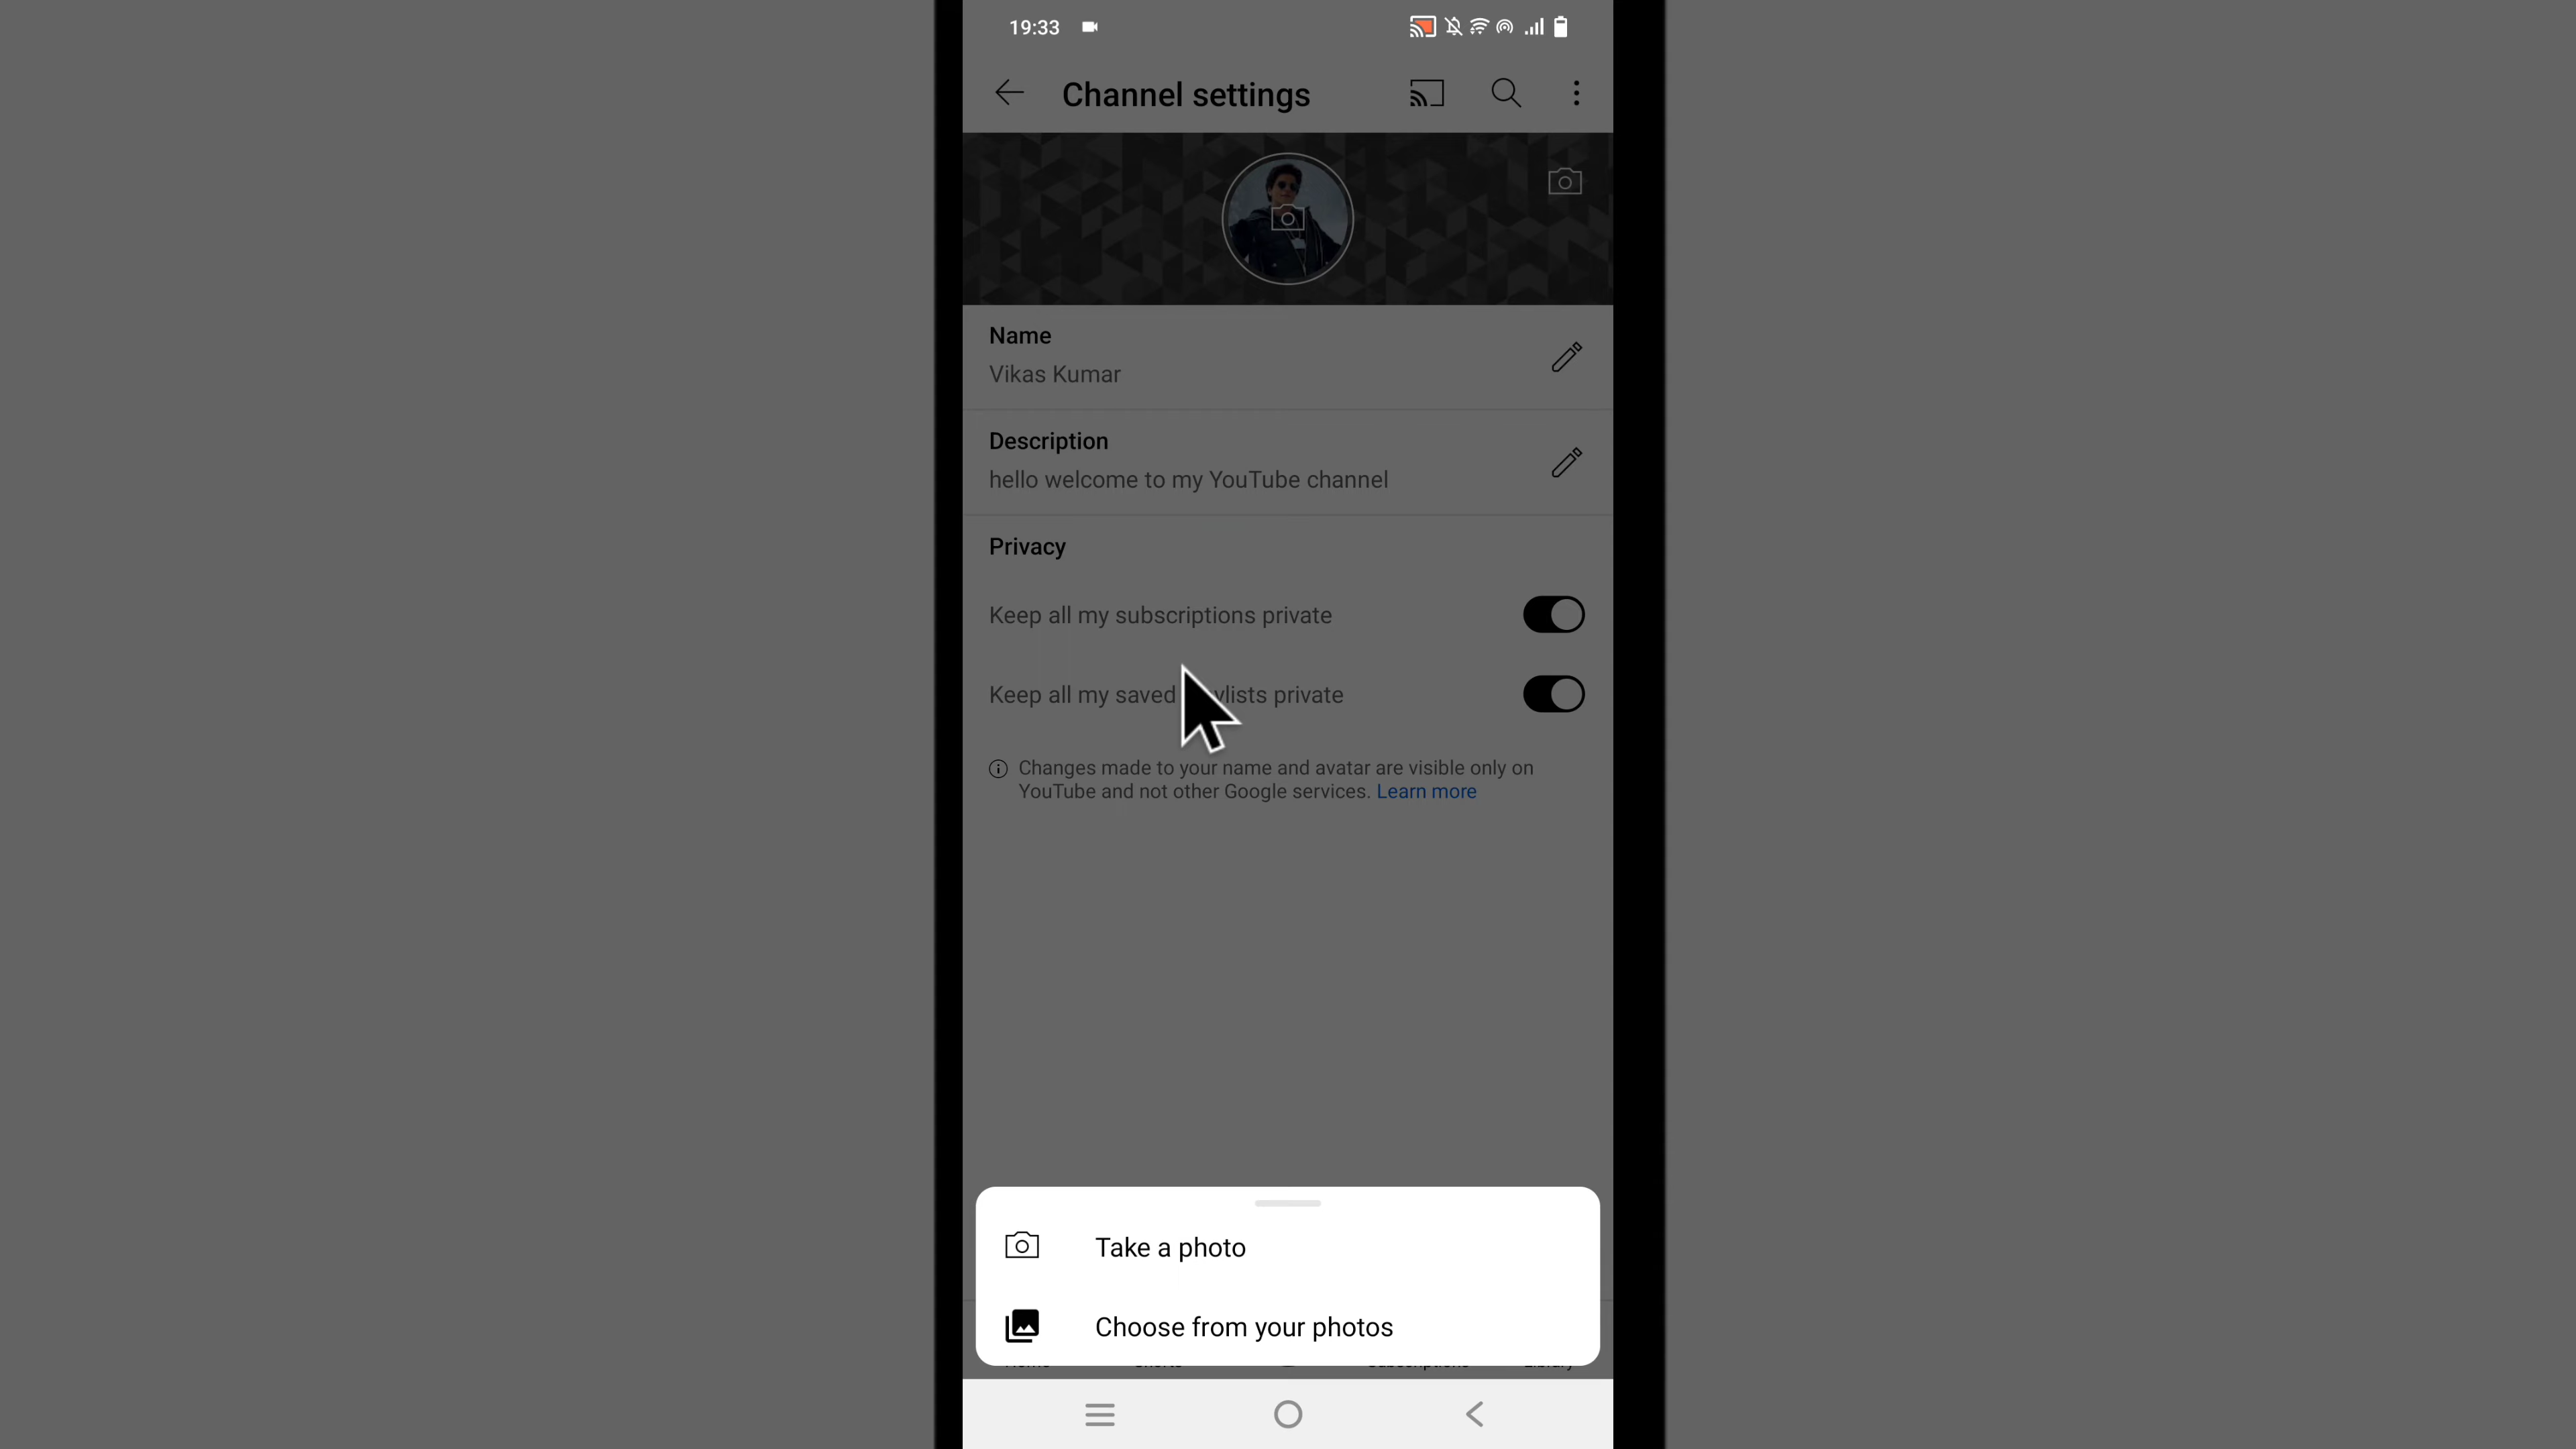 19:33
Channel settings
Name
Vikas Kumar
Description
hello welcome to my YouTube channel
Privacy
Keep all my subscriptions private
Keep all my saved private
Changes made to your name and avatar are visible only on
YouTube and not other Google services. Learn more
Take a photo
Choose from your photos